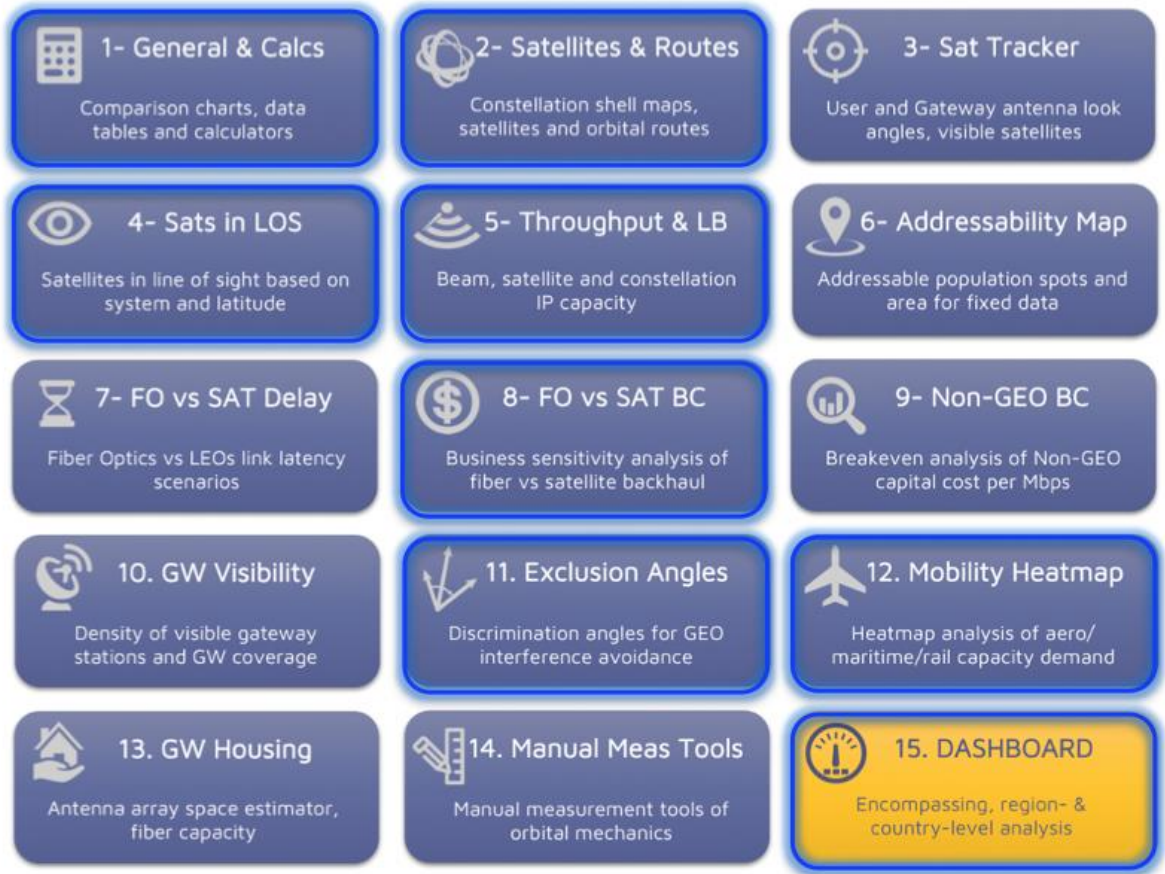 1- General & Calcs
Comparison charts, data
tables and calculators
2- Satellites & Routes
Constellation shell maps,
satellites and orbital routes
3- Sat Tracker
User and Gateway antenna look
angles, visible satellites
4- Sats in LOS
Satellites in line of sight based on
system and latitude
5- Throughput & LB
Beam, satellite and constellation
IP capacity
6- Addressability Map
Addressable population spots and
area for fixed data
7- FO vs SAT Delay
Fiber Optics vs LEOs link latency
scenarios
8- FO vs SAT BC
Business sensitivity analysis of
fiber vs satellite backhaul
9- Non-GEO BC
Breakeven analysis of Non-GEO
capital cost per Mbps
10. GW Visibility
Density of visible gateway
stations and GW coverage
11. Exclusion Angles
Discrimination angles for GEO
interference avoidance
12. Mobility Heatmap
Heatmap analysis of aero/
maritime/rail capacity demand
13. GW Housing
Antenna array space estimator,
fiber capacity
14. Manual Meas Tools
Manual measurement tools of
orbital mechanics
15. DASHBOARD
Encompassing, region- &
country-level analysis